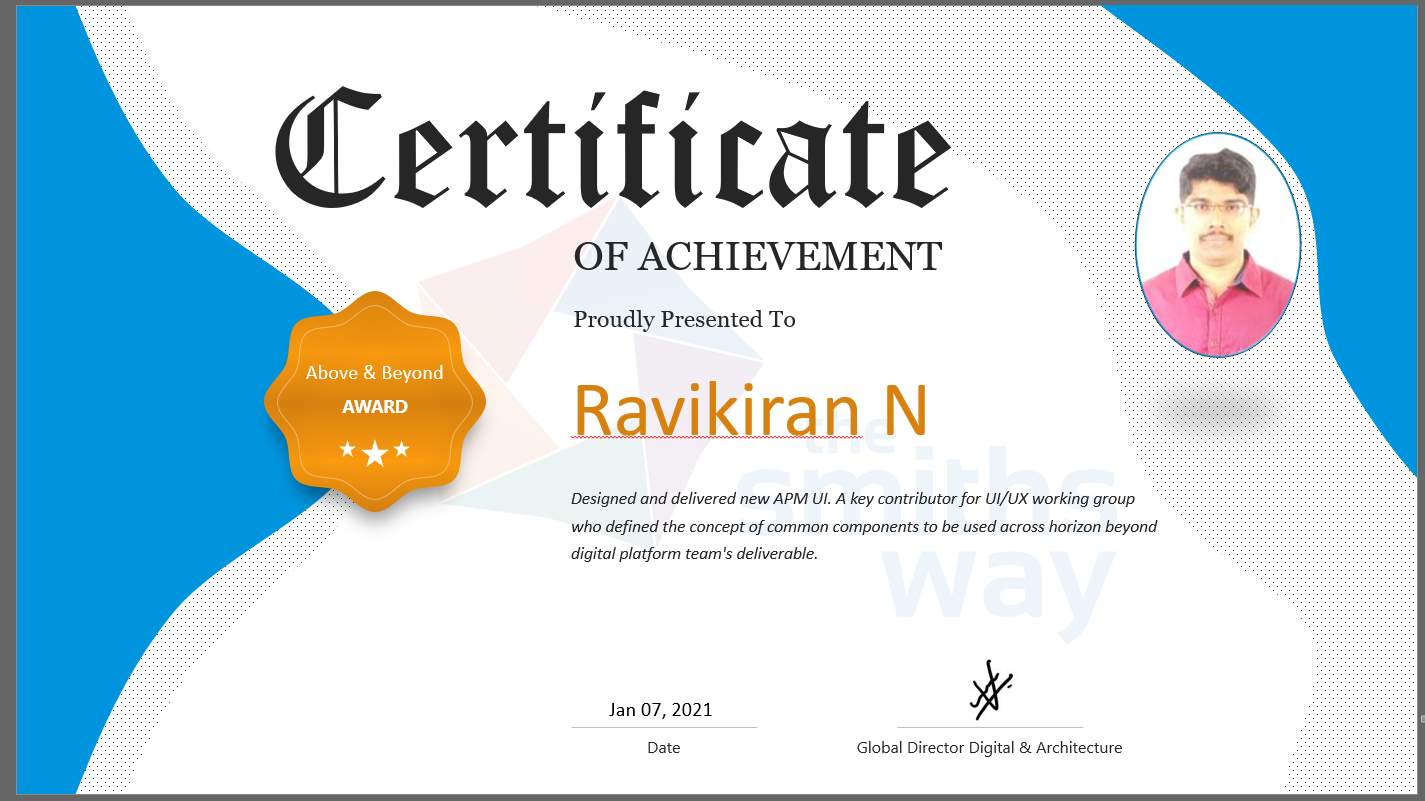 Certificate
OF ACHIEVEMENT
Proudly Presented To
Above & Beyond
AWARD
Ravikiran N
the
smiths
way
Designed and delivered new APM UI. A key contributor for UI/UX working group
who defined the concept of common components to be used across horizon beyond
digital platform team's deliverable.
Jan 07, 2021
Date
Global Director Digital & Architecture